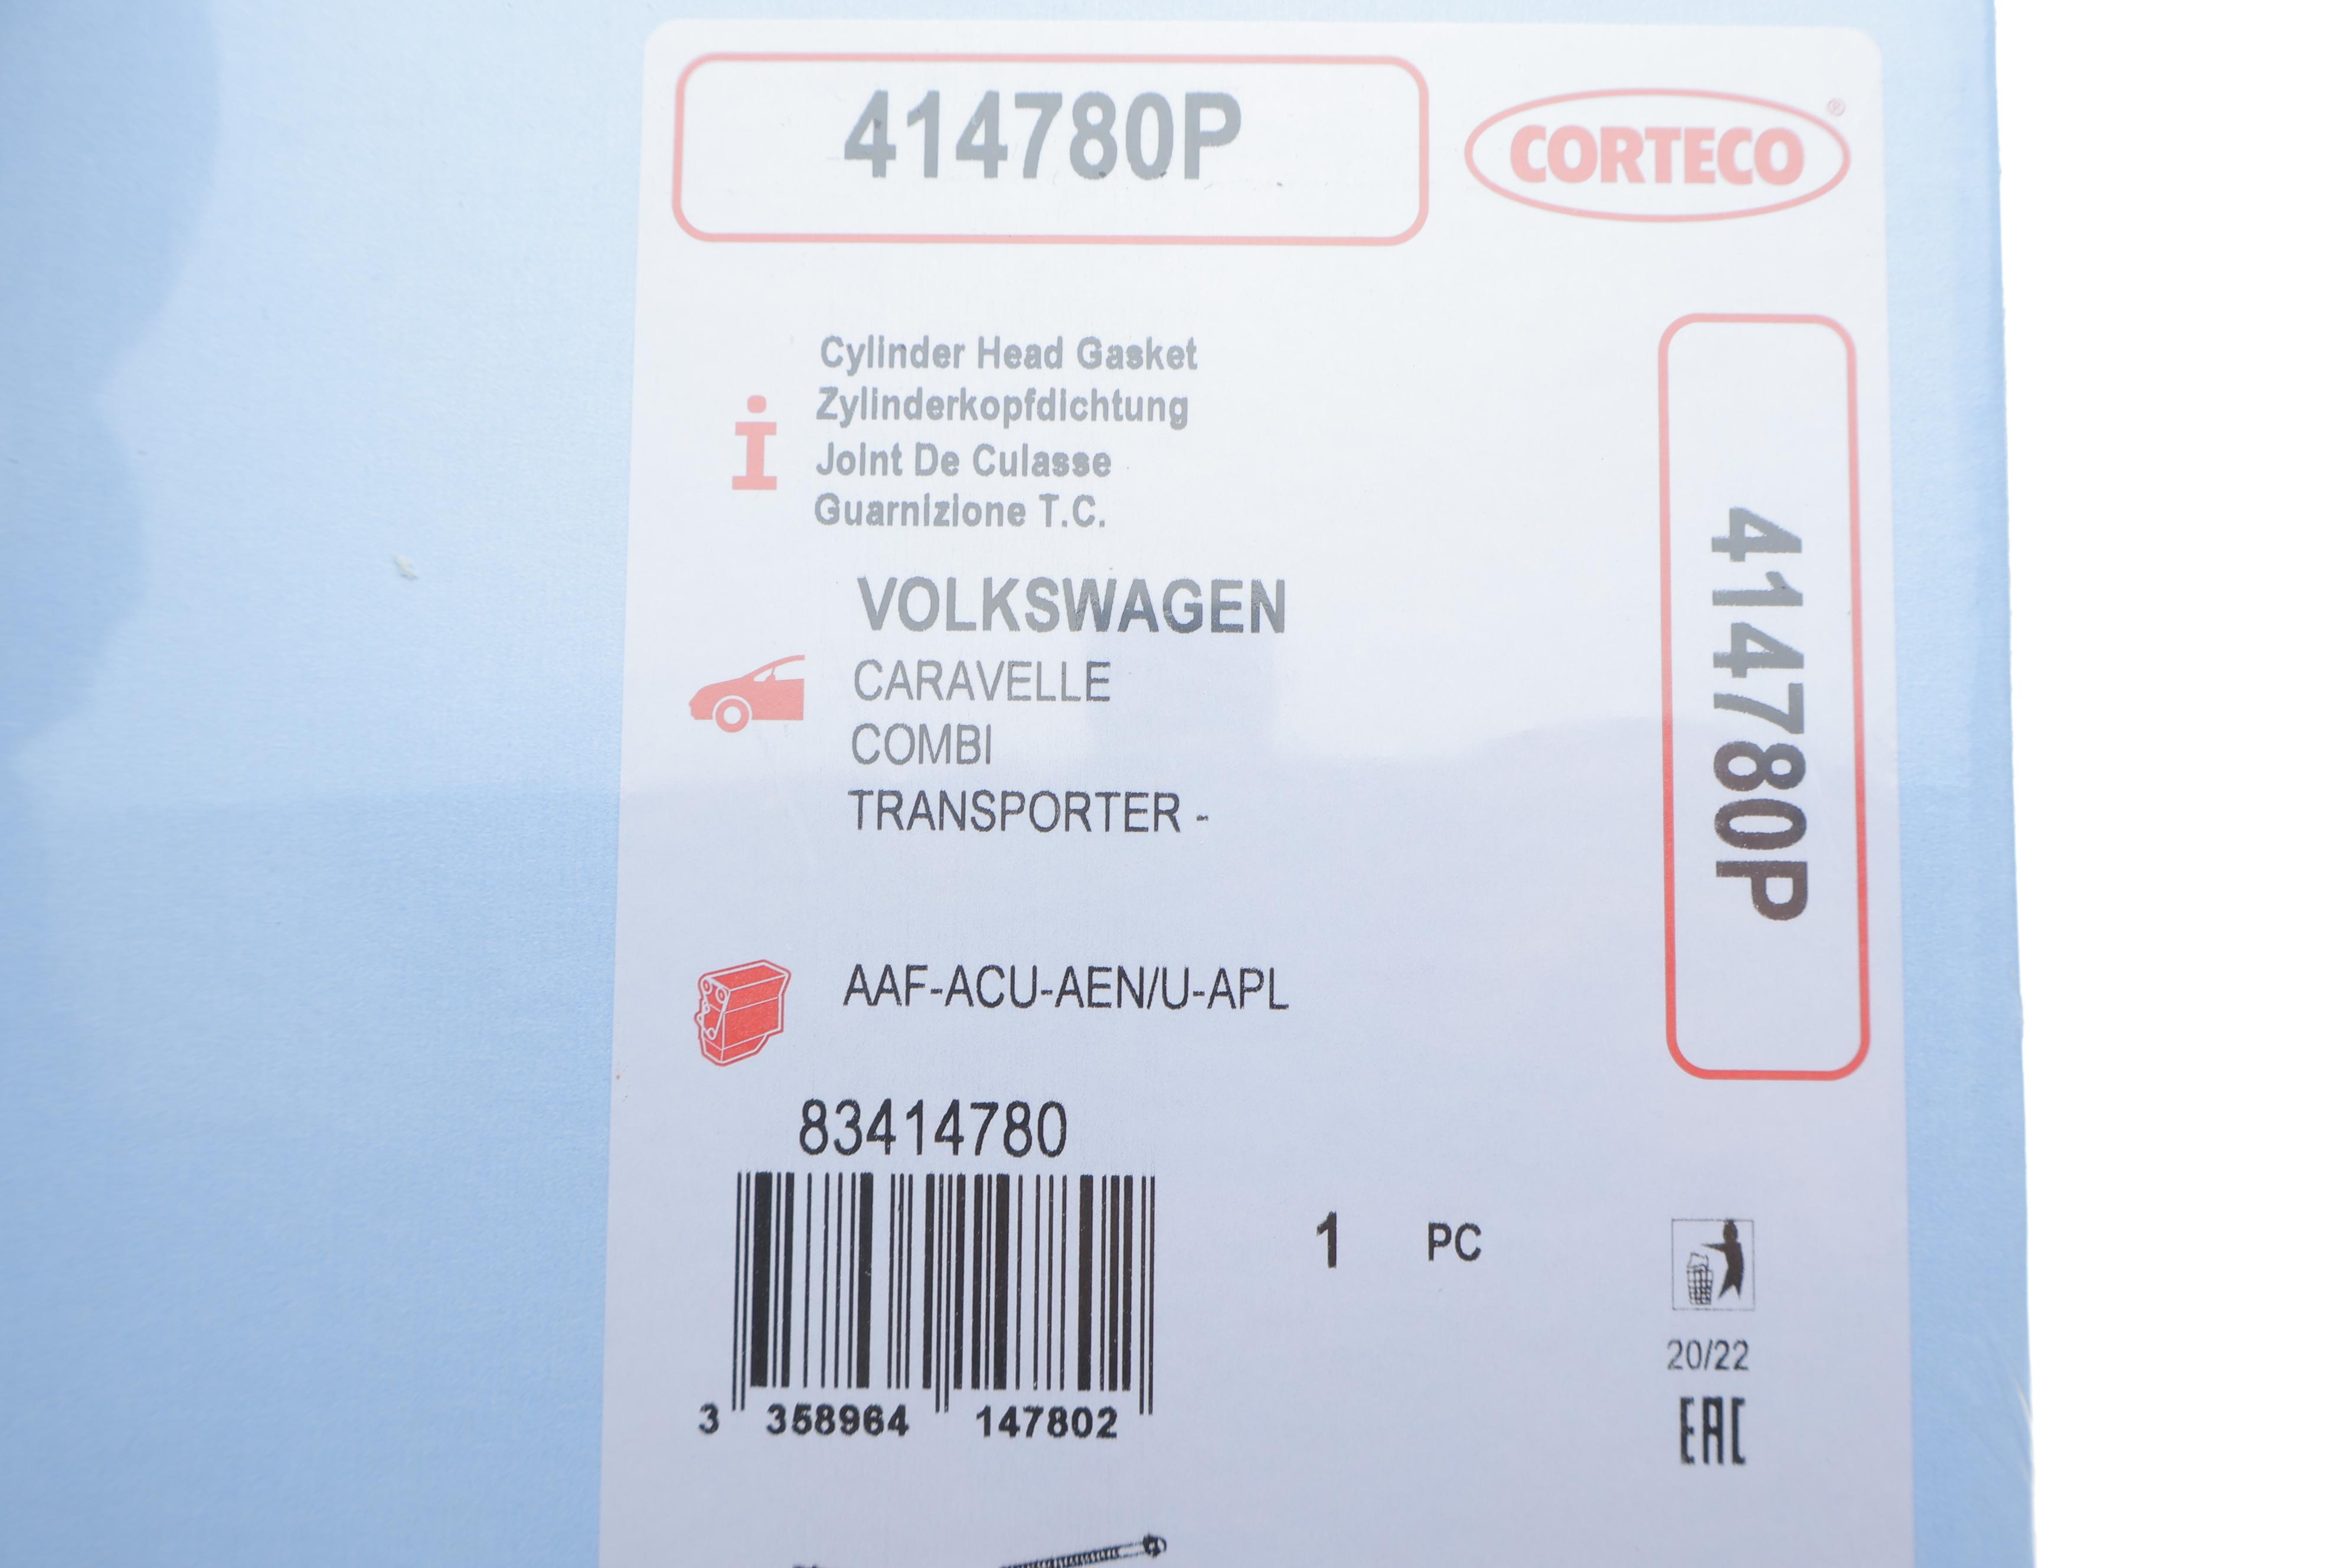 414780P
CORTECO®
Cylinder Head Gasket
Zylinderkopfdichtung
Joint De Culasse
Guarnizione T.C.
VOLKSWAGEN
CARAVELLE
COMBI
TRANSPORTER -
414780P
AAF-ACU-AEN/U-APL
83414780
1 PC
3 358964 147802
20/22
EAC